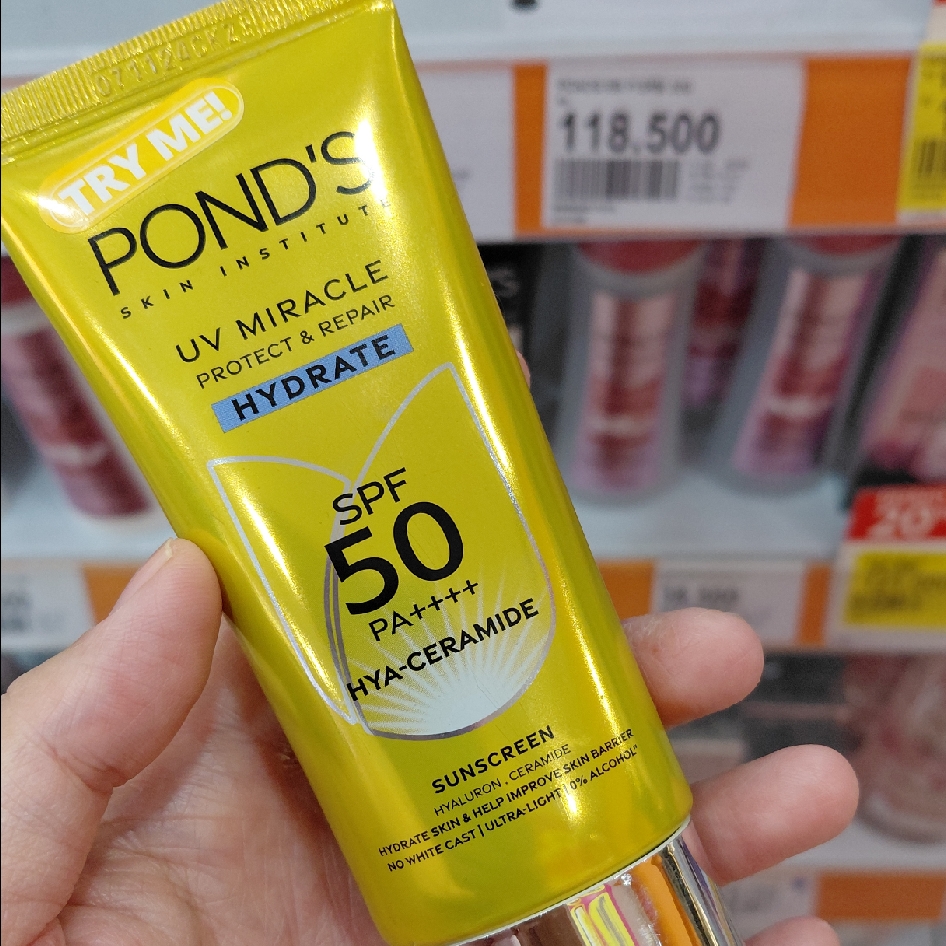 TRY ME!
POND'S
SKIN INSTITUTE
UV MIRACLE
PROTECT & REPAIR
HYDRATE
SPF
50
PA++++
HYA-CERAMIDE
SUNSCREEN
HYALURON . CERAMIDE
HYDRATE SKIN & HELP IMPROVE SKIN BARRIER
NO WHITE CAST | ULTRA-LIGHT | 0% ALCOHOL*
118.500
20%